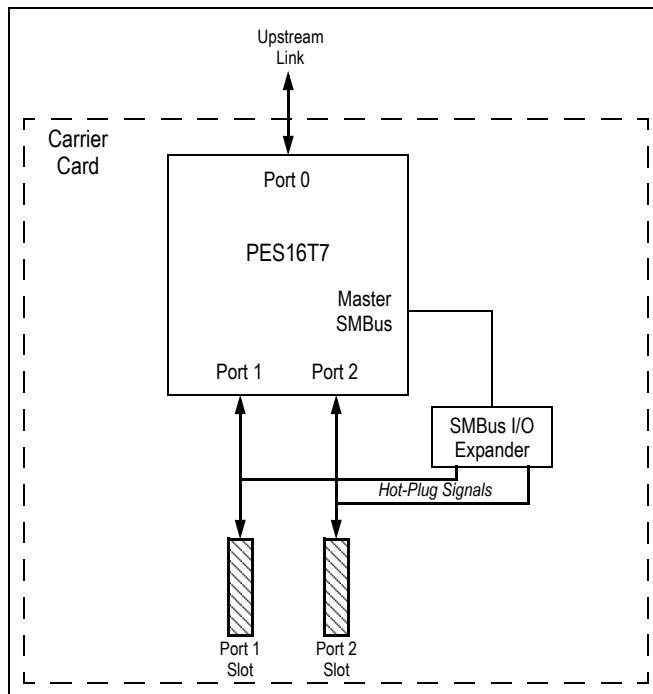 Upstream
Link
Carrier
Card
Port 0
PES16T7
Master
SMBus
Port 1
Port 2
SMBus I/O
Expander
Hot-Plug Signals
Port 1
Slot
Port 2
Slot